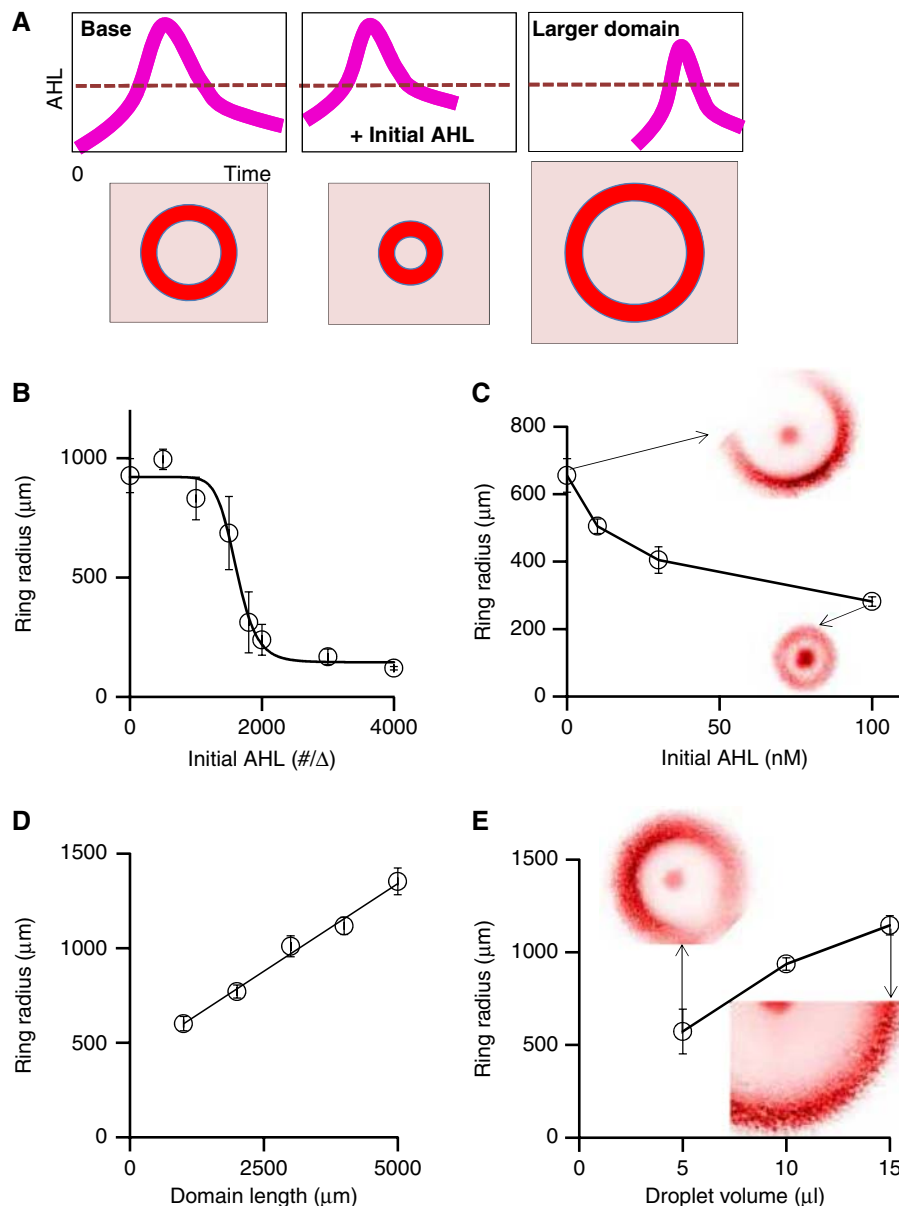 A
Base
Larger domain
AHL
+ Initial AHL
0
Time
B
1000
500
0
Ring radius (μm)
0
2000
4000
Initial AHL (#/Δ)
C
800
600
400
200
0
Ring radius (μm)
0
50
100
Initial AHL (nM)
D
1500
1000
500
0
Ring radius (μm)
0
2500
5000
Domain length (μm)
E
1500
1000
500
0
Ring radius (μm)
0
5
10
15
Droplet volume (μl)